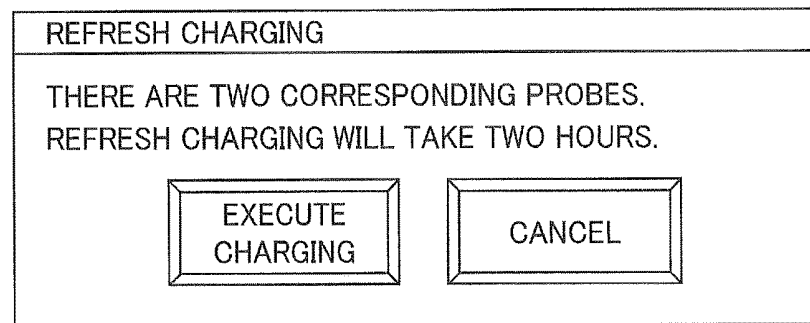 REFRESH CHARGING
THERE ARE TWO CORRESPONDING PROBES.
REFRESH CHARGING WILL TAKE TWO HOURS.
EXECUTE
CHARGING
CANCEL